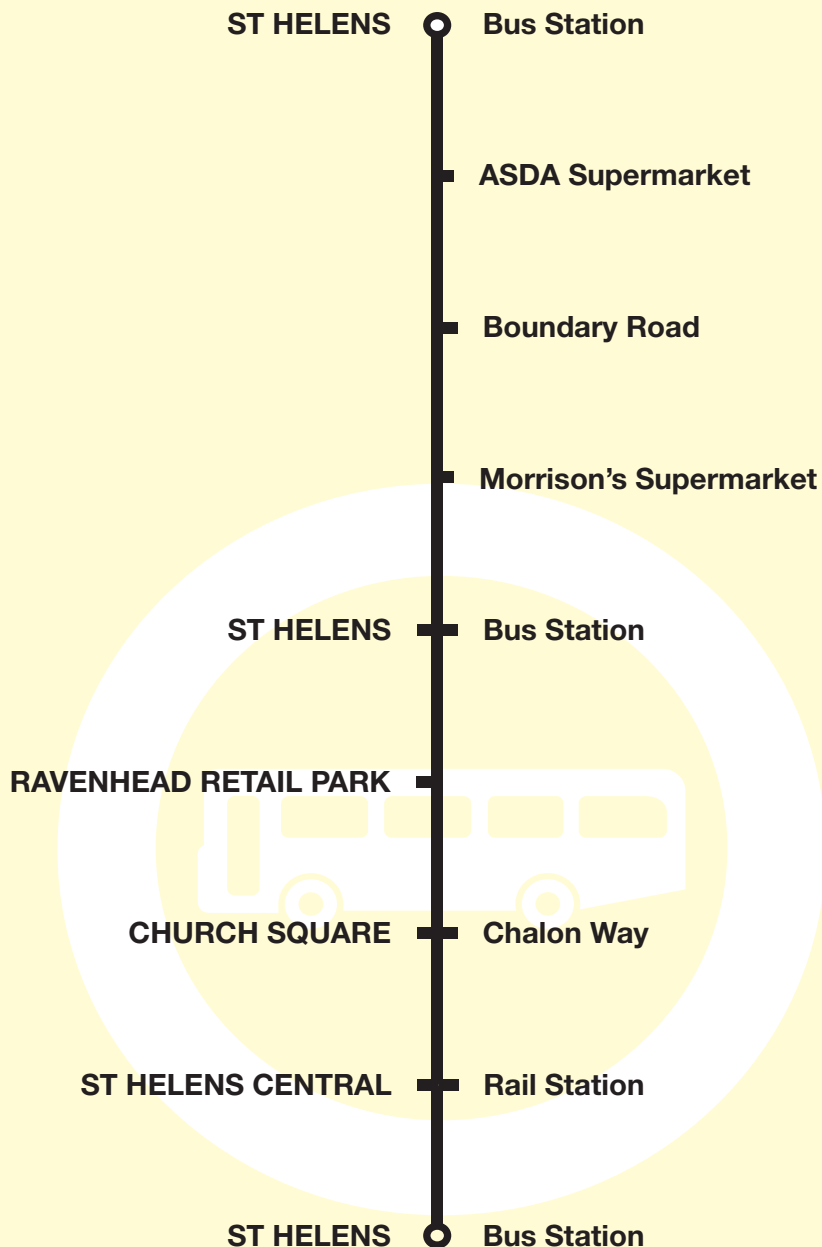 ST HELENS Bus Station
ASDA Supermarket
Boundary Road
Morrison's Supermarket
ST HELENS Bus Station
RAVENHEAD RETAIL PARK
CHURCH SQUARE Chalon Way
ST HELENS CENTRAL Rail Station
ST HELENS Bus Station